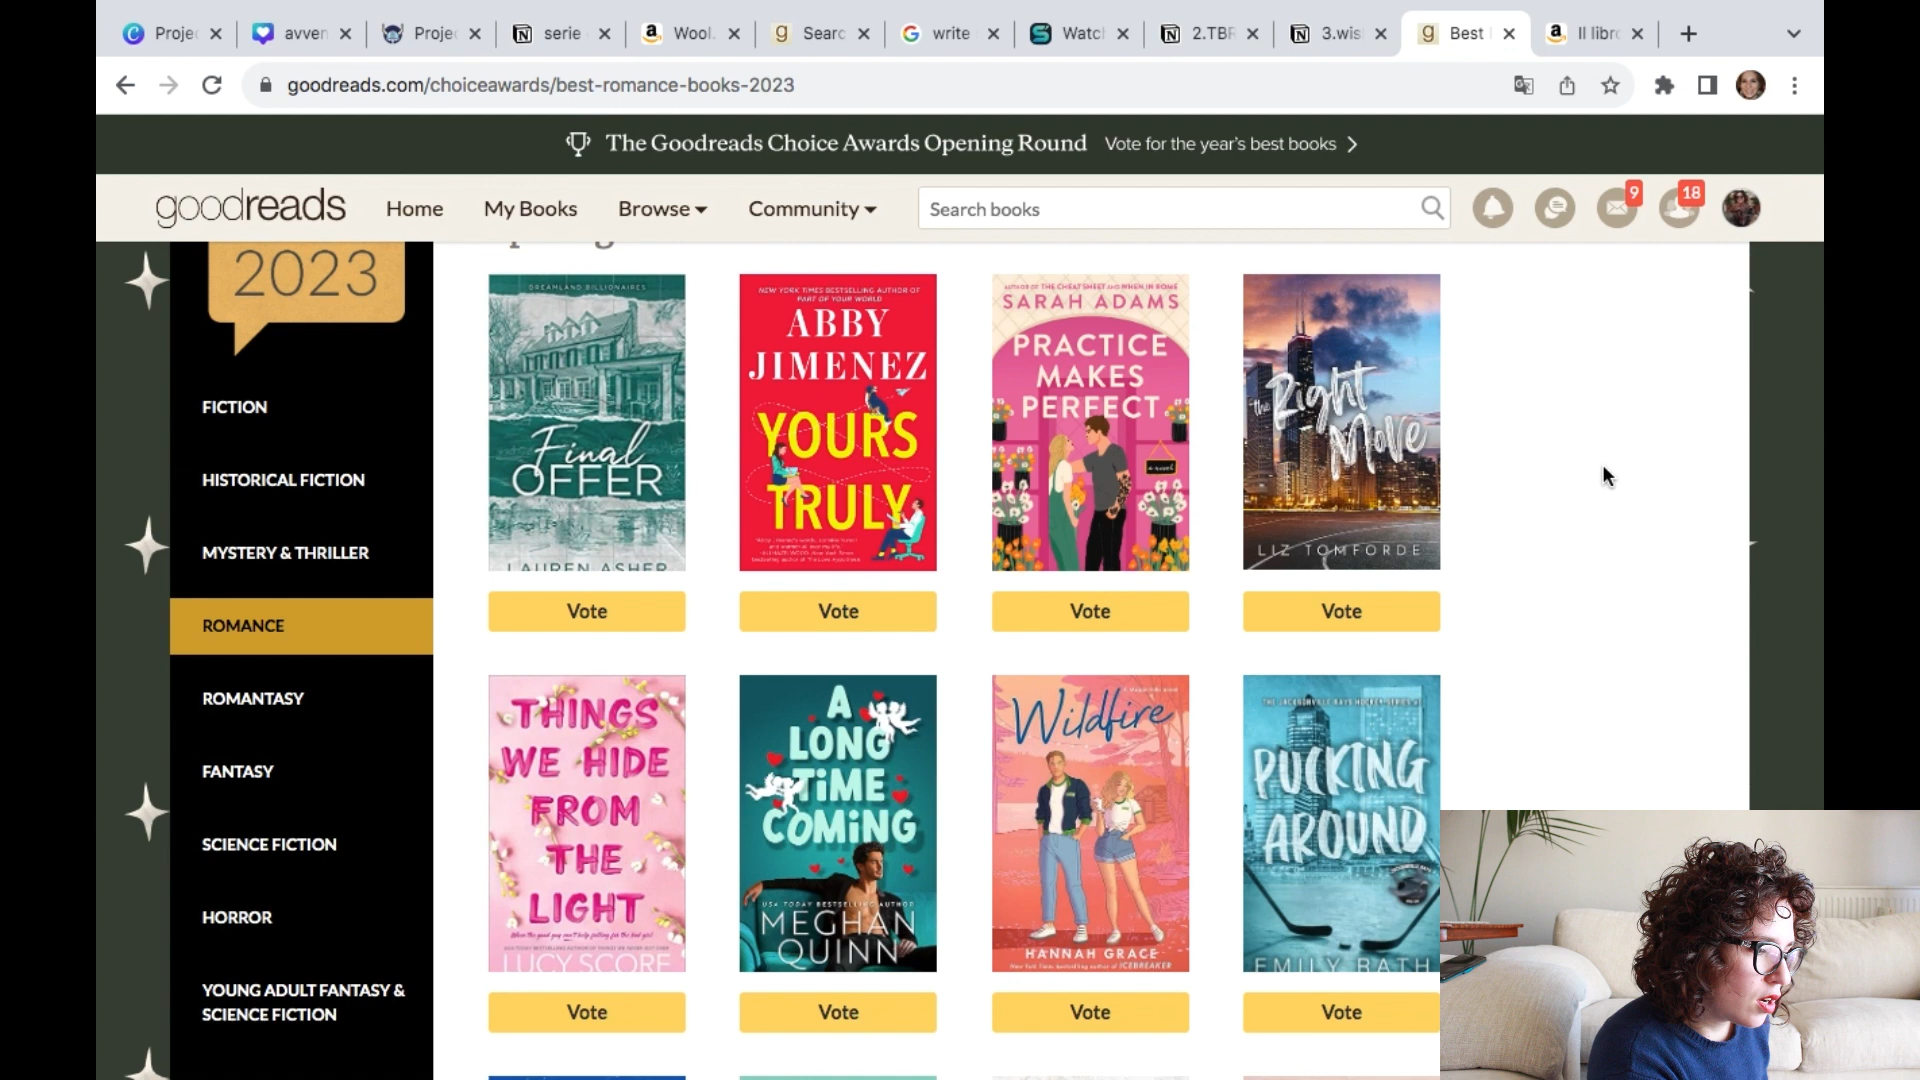 Proje
avven
Proje
serie
Wool.
Searc
write
Watcl
2.TBR
3.wis
Best
Il libro
goodreads.com/choiceawards/best-romance-books-2023
The Goodreads Choice Awards Opening Round Vote for the year's best books
goodreads Home My Books Browse Community Search books 9 18
2023
FICTION
HISTORICAL FICTION
MYSTERY & THRILLER
ROMANCE
ROMANTASY
FANTASY
SCIENCE FICTION
HORROR
YOUNG ADULT FANTASY &
SCIENCE FICTION
DREAMLAND BILLIONAIRES
Final
OFFER
LAUREN ASHER
Vote
NEW YORK TIMES BESTSELLING AUTHOR OF
PART OF YOUR WORLD
ABBY
JIMENEZ
YOURS
TRULY
Vote
AUTHOR OF THE CHEAT SHEET AND WHEN IN ROME
SARAH ADAMS
PRACTICE
MAKES
PERFECT
a novel
Vote
the Right
Move
LIZ TOMFORDE
Vote
THINGS
WE HIDE
FROM
THE
LIGHT
LUCY SCORE
Vote
A
LONG
TiME
COMiNG
USA TODAY BESTSELLING AUTHOR
MEGHAN
QUINN
Vote
Wildfire
HANNAH GRACE
New York Times bestselling author of ICEBREAKER
Vote
PUCKING
AROUND
EMILY RATH
Vote